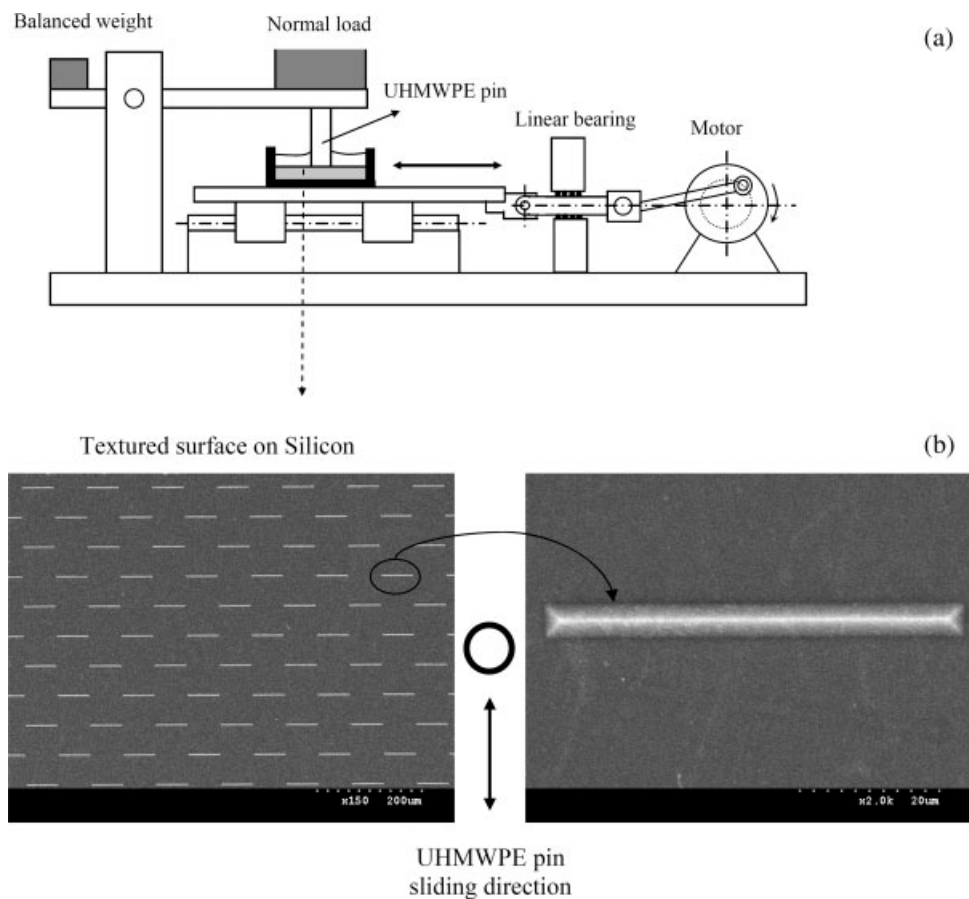 Balanced weight
Normal load
(a)
UHMWPE pin
Linear bearing
Motor
Textured surface on Silicon
(b)
x150 200um
x2.0k 20um
UHMWPE pin
sliding direction